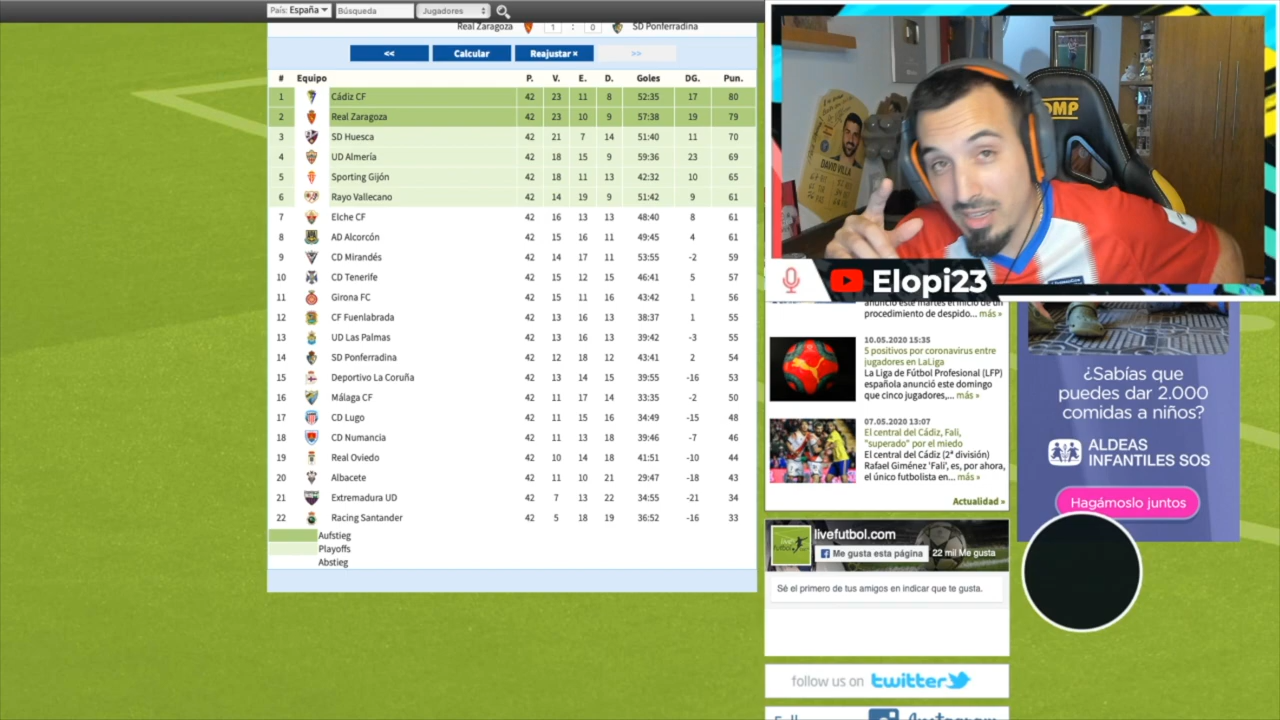 País: España
Búsqueda
Jugadores
Real Zaragoza 1 : 0 SD Ponferradina
<< Calcular Reajustar × >>
# Equipo P. V. E. D. Goles DG. Pun.
1 Cádiz CF 42 23 11 8 52:35 17 80
2 Real Zaragoza 42 23 10 9 57:38 19 79
3 SD Huesca 42 21 7 14 51:40 11 70
4 UD Almería 42 18 15 9 59:36 23 69
5 Sporting Gijón 42 18 11 13 42:32 10 65
6 Rayo Vallecano 42 14 19 9 51:42 9 61
7 Elche CF 42 16 13 13 48:40 8 61
8 AD Alcorcón 42 15 16 11 49:45 4 61
9 CD Mirandés 42 14 17 11 53:55 -2 59
10 CD Tenerife 42 15 12 15 46:41 5 57
11 Girona FC 42 15 11 16 43:42 1 56
12 CF Fuenlabrada 42 13 16 13 38:37 1 55
13 UD Las Palmas 42 13 16 13 39:42 -3 55
14 SD Ponferradina 42 12 18 12 43:41 2 54
15 Deportivo La Coruña 42 13 14 15 39:55 -16 53
16 Málaga CF 42 11 17 14 33:35 -2 50
17 CD Lugo 42 11 15 16 34:49 -15 48
18 CD Numancia 42 11 13 18 39:46 -7 46
19 Real Oviedo 42 10 14 18 41:51 -10 44
20 Albacete 42 11 10 21 29:47 -18 43
21 Extremadura UD 42 7 13 22 34:55 -21 34
22 Racing Santander 42 5 18 19 36:52 -16 33
Aufstieg
Playoffs
Abstieg
DAVID VILLA
OMP
Elopi23
anunció este martes el inicio de un
procedimiento de despido... más »
10.05.2020 15:35
5 positivos por coronavirus entre
jugadores en LaLiga
La Liga de Fútbol Profesional (LFP)
española anunció este domingo
que cinco jugadores,... más »
07.05.2020 13:07
El central del Cádiz, Fali,
"superado" por el miedo
El central del Cádiz (2ª división)
Rafael Giménez 'Fali', es, por ahora,
el único futbolista en... más »
Actualidad »
livefutbol.com
Me gusta esta página 22 mil Me gusta
Sé el primero de tus amigos en indicar que te gusta.
follow us on twitter
¿Sabías que
puedes dar 2.000
comidas a niños?
ALDEAS
INFANTILES SOS
Hagámoslo juntos